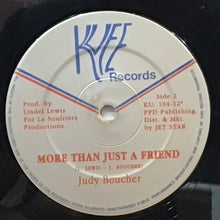 KUFE
Records
Prod. by
Lindel Lewis
For La Soufriere
Productions
Side 2
KU: 104-12"
PPD Publishing
Dist. & Mkt.
by JET STAR
MORE THAN JUST A FRIEND
(L. LEWIS - J. BOUCHER)
Judy Boucher